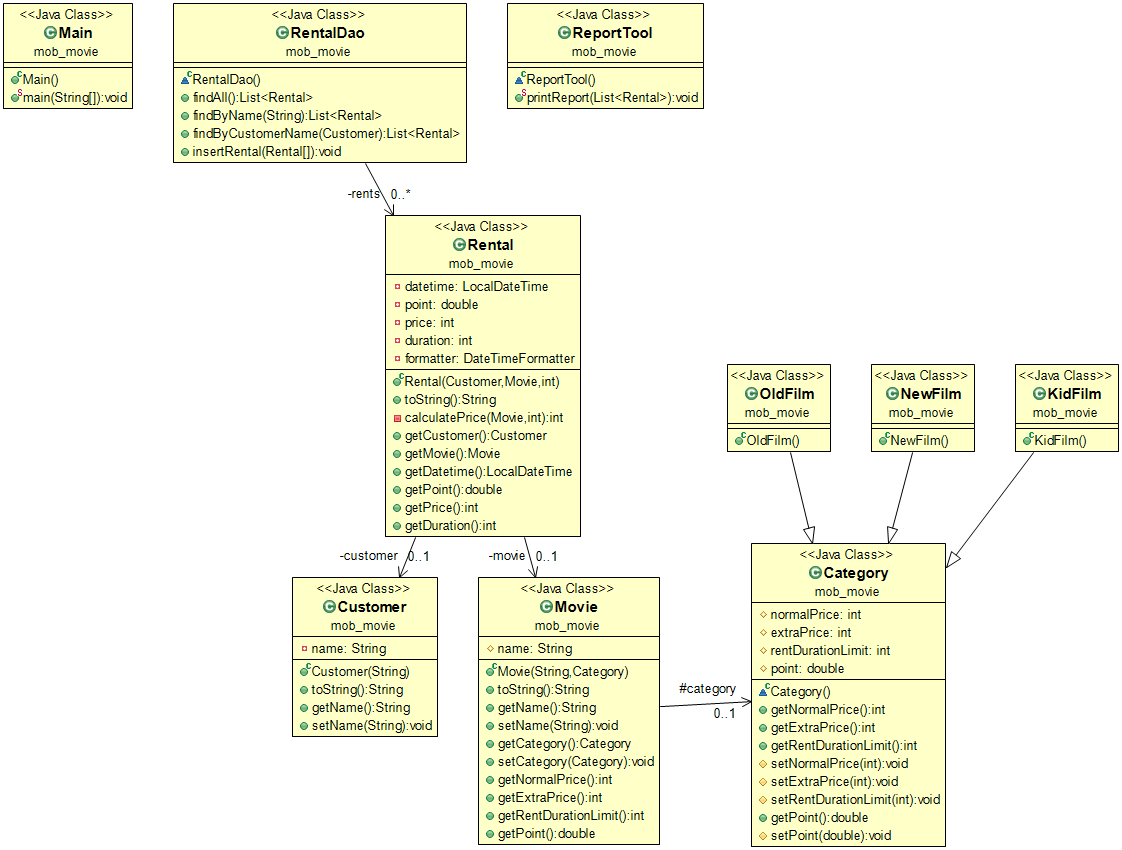 <<Java Class>>
Main
mob_movie
Main()
main(String[]):void
<<Java Class>>
RentalDao
mob_movie
RentalDao()
findAll():List<Rental>
findByName(String):List<Rental>
findByCustomerName(Customer):List<Rental>
insertRental(Rental[]):void
<<Java Class>>
ReportTool
mob_movie
ReportTool()
printReport(List<Rental>):void
-rents 0..*
<<Java Class>>
Rental
mob_movie
datetime: LocalDateTime
point: double
price: int
duration: int
formatter: DateTimeFormatter
Rental(Customer,Movie,int)
toString():String
calculatePrice(Movie,int):int
getCustomer():Customer
getMovie():Movie
getDatetime():LocalDateTime
getPoint():double
getPrice():int
getDuration():int
<<Java Class>>
OldFilm
mob_movie
OldFilm()
<<Java Class>>
NewFilm
mob_movie
NewFilm()
<<Java Class>>
KidFilm
mob_movie
KidFilm()
-customer 0..1
-movie 0..1
<<Java Class>>
Customer
mob_movie
name: String
Customer(String)
toString():String
getName():String
setName(String):void
<<Java Class>>
Movie
mob_movie
name: String
Movie(String,Category)
toString():String
getName():String
setName(String):void
getCategory():Category
setCategory(Category):void
getNormalPrice():int
getExtraPrice():int
getRentDurationLimit():int
getPoint():double
#category
0..1
<<Java Class>>
Category
mob_movie
normalPrice: int
extraPrice: int
rentDurationLimit: int
point: double
Category()
getNormalPrice():int
getExtraPrice():int
getRentDurationLimit():int
setNormalPrice(int):void
setExtraPrice(int):void
setRentDurationLimit(int):void
getPoint():double
setPoint(double):void